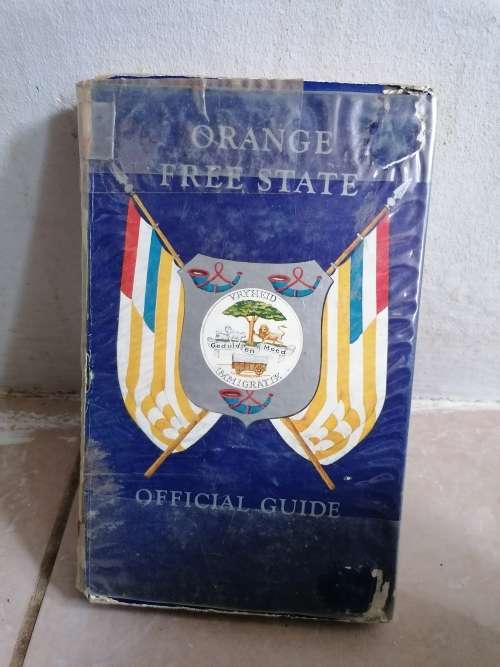 ORANGE
FREE STATE
VRYHEID
Geduld en Moed
IMMIGRATIE
OFFICIAL GUIDE